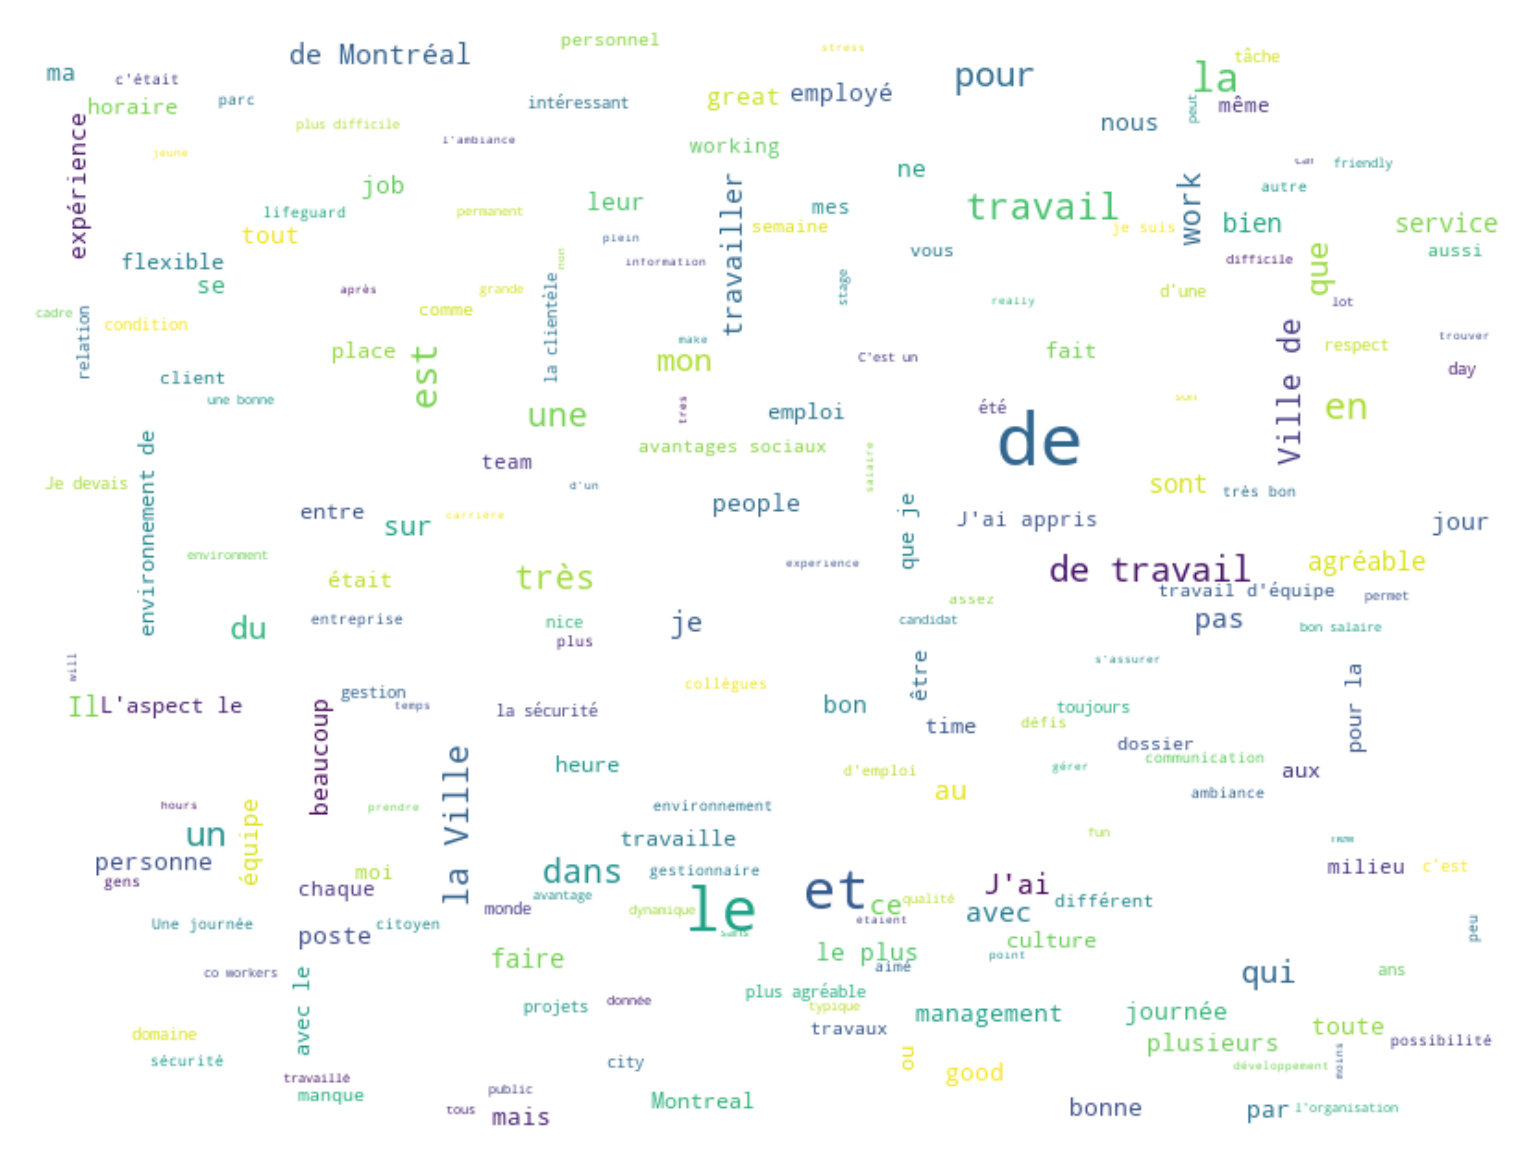 personnel
stress
de Montréal
tâche
ma
c'était
pour
la
horaire
parc
intéressant
great
employé
peut
même
plus difficile
nous
expérience
jeune
l'ambiance
working
friendly
job
ne
autre
lifeguard
permanent
leur
travailler
mes
travail
work
tout
semaine
je suis
bien
service
plein
flexible
non
information
vous
difficile
aussi
que
se
après
grande
la clientèle
stage
d'une
really
lot
cadre
relation
condition
comme
make
Ville de
trouver
place
est
mon
C'est un
fait
respect
client
day
une bonne
une
très
emploi
été
son
en
de
environnement de
avantages sociaux
salaire
team
Je devais
d'un
sont
très bon
entre
sur
carrière
people
que je
J'ai appris
jour
environment
était
très
experience
de travail
agréable
travail d'équipe
permet
assez
du
entreprise
nice
plus
je
candidat
pas
bon salaire
will
s'assurer
être
Il
L'aspect le
gestion
temps
collègues
la sécurité
bon
toujours
pour la
beaucoup
time
défis
dossier
communication
la Ville
heure
d'emploi
gérer
aux
au
ambiance
hours
prendre
environnement
un
équipe
travaille
fun
personne
moi
dans
gestionnaire
milieu
c'est
gens
chaque
avantage
le
et
J'ai
ce
qualité
différent
monde
dynamique
étaient
avec
Une journée
citoyen
sans
peu
poste
culture
faire
le plus
point
aimé
co workers
qui
ans
avec le
plus agréable
projets
donnée
typique
management
journée
travaux
toute
domaine
plusieurs
possibilité
sécurité
city
ou
good
développement
moins
travaillé
manque
public
Montreal
tous
mais
bonne
par
l'organisation